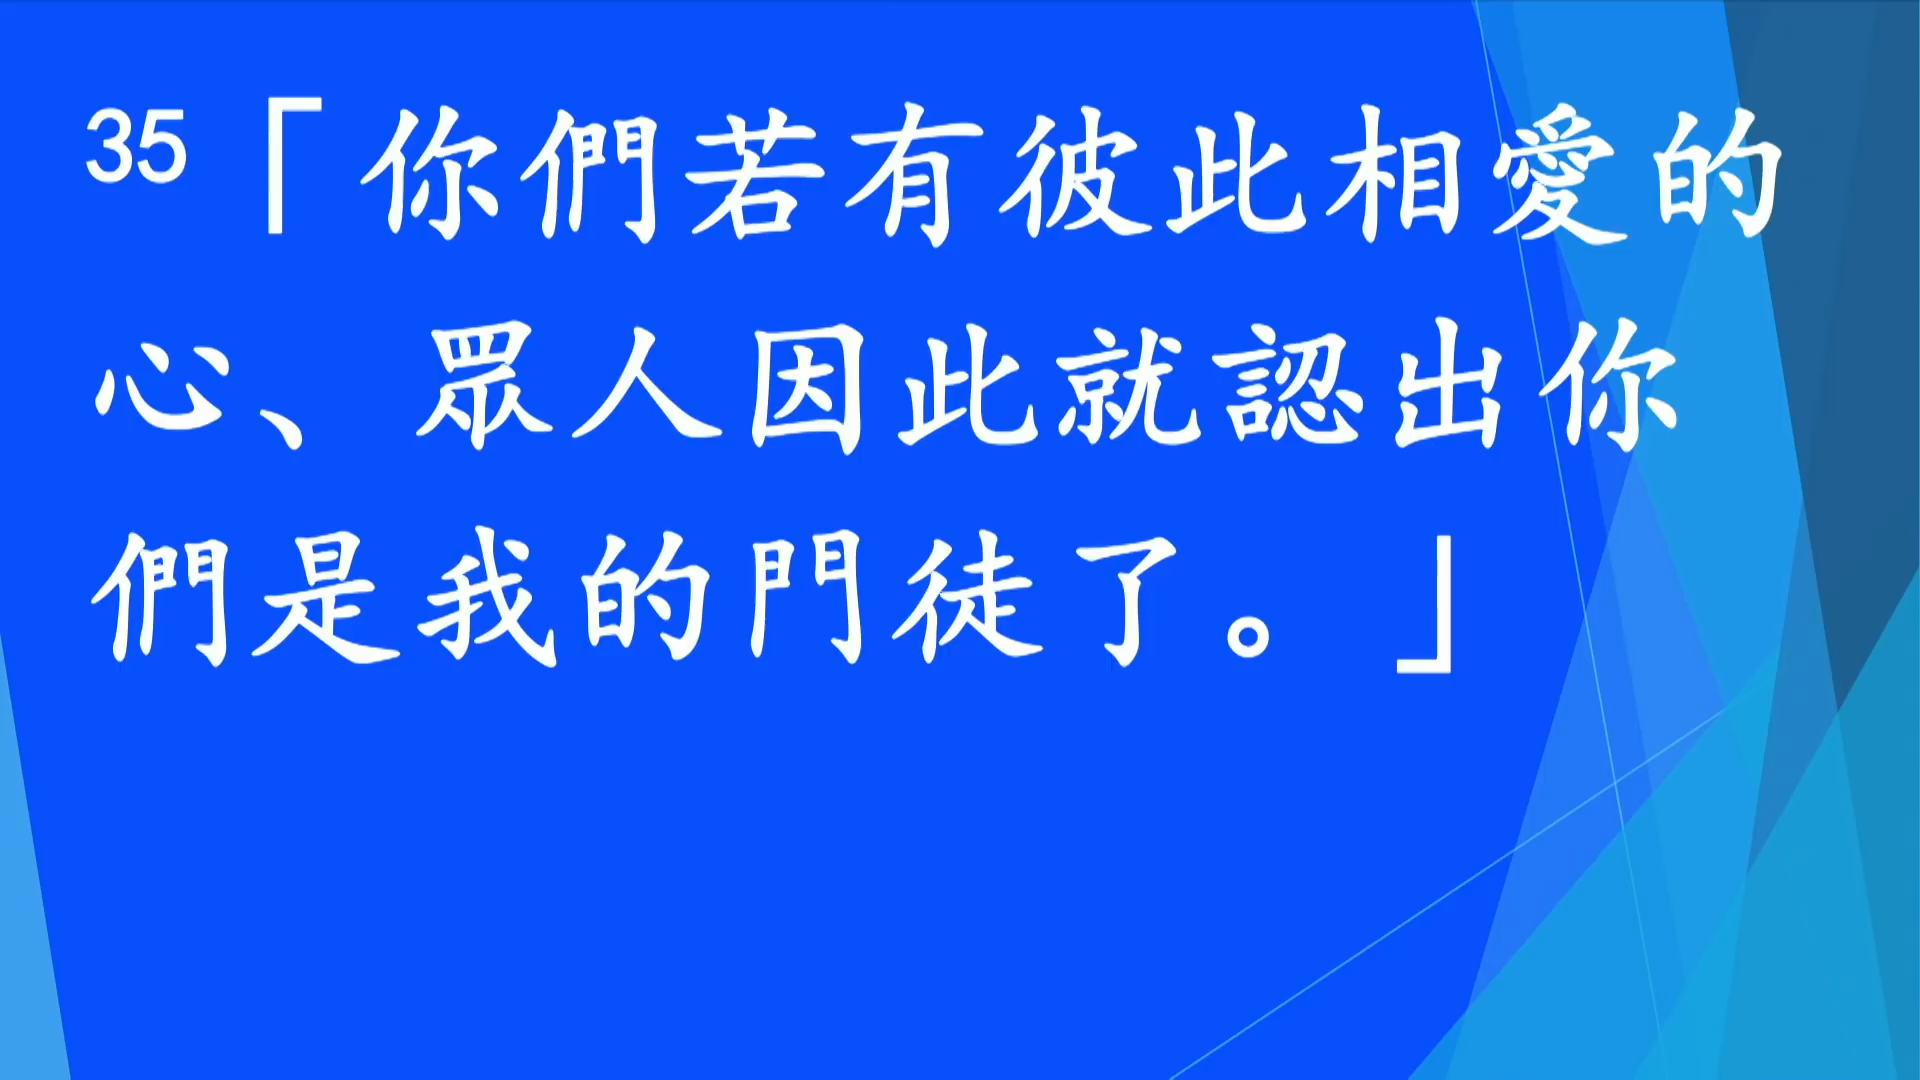 35「你們若有彼此相愛的
心、眾人因此就認出你
們是我的門徒了。」